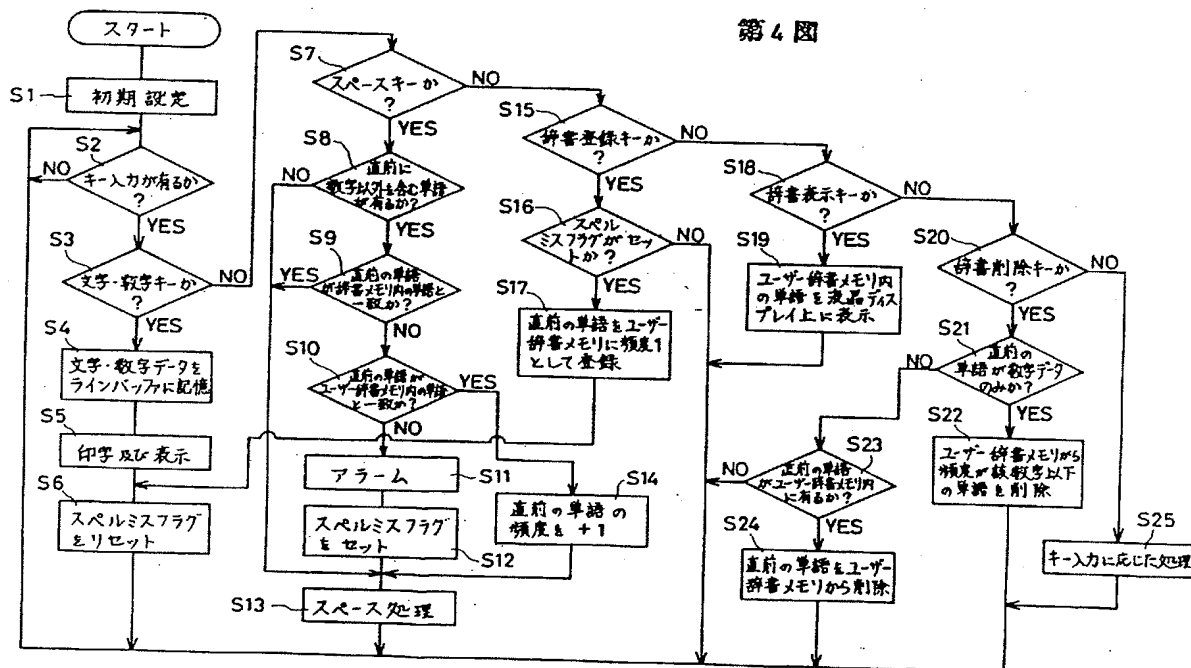 第4図
スタート
S1
初期設定
S2
キー入力が有るか
?
NO
YES
S3
文字・数字キーか
?
NO
YES
S4
文字・数字データを
ラインバッファに記憶
S5
印字及び表示
S6
スペルミスフラグ
をリセット
S7
スペースキーか
?
NO
YES
S8
直前に
数字以外を含む単語
が有るか?
NO
YES
S9
直前の単語
が辞書メモリ内の単語と
一致か?
YES
NO
S10
直前の単語が
ユーザー辞書メモリ内の単語
と一致か?
YES
NO
アラーム
S11
スペルミスフラグ
をセット
S12
S13
スペース処理
S14
直前の単語の
頻度を+1
S15
辞書登録キーか
?
NO
YES
S16
スペル
ミスフラグがセッ
トか?
NO
YES
S17
直前の単語をユーザー
辞書メモリに頻度1
として登録
S18
辞書表示キーか
?
NO
YES
S19
ユーザー辞書メモリ内
の単語を液晶ディス
プレイ上に表示
S20
辞書削除キーか
?
NO
YES
S21
直前の
単語が数字データ
のみか?
NO
YES
S22
ユーザー辞書メモリから
頻度が該数字以下
の単語を削除
S23
直前の単語
がユーザー辞書メモリ内
に有るか?
NO
YES
S24
直前の単語をユーザー
辞書メモリから削除
S25
キー入力に応じた処理